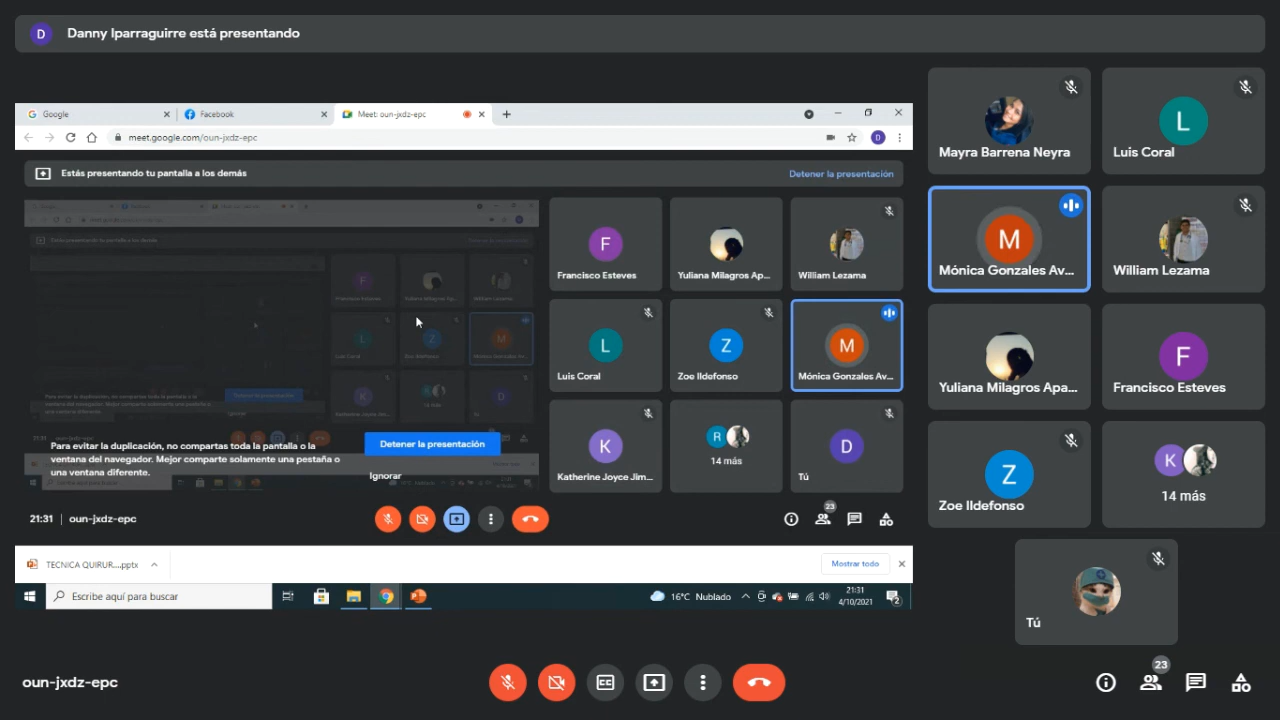 D Danny Iparraguirre está presentando
Google
Facebook
Meet: oun-jxdz-epc
meet.google.com/oun-jxdz-epc
D
Estás presentando tu pantalla a los demás
Detener la presentación
F
Francisco Esteves
Yuliana Milagros Ap...
William Lezama
L
Luis Coral
Z
Zoe Ildefonso
M
Mónica Gonzales Av...
K
Katherine Joyce Jim...
R
14 más
D
Tú
Para evitar la duplicación, no compartas toda la pantalla o la
ventana del navegador. Mejor comparte solamente una pestaña o
una ventana diferente.
Detener la presentación
Ignorar
21:31 | oun-jxdz-epc
23
TECNICA QUIRUR....pptx
Mostrar todo
Escribe aquí para buscar
16°C Nublado
21:31
4/10/2021
2
Mayra Barrena Neyra
L
Luis Coral
M
Mónica Gonzales Av...
William Lezama
Yuliana Milagros Apa...
F
Francisco Esteves
Z
Zoe Ildefonso
K
14 más
Tú
oun-jxdz-epc
CC
23